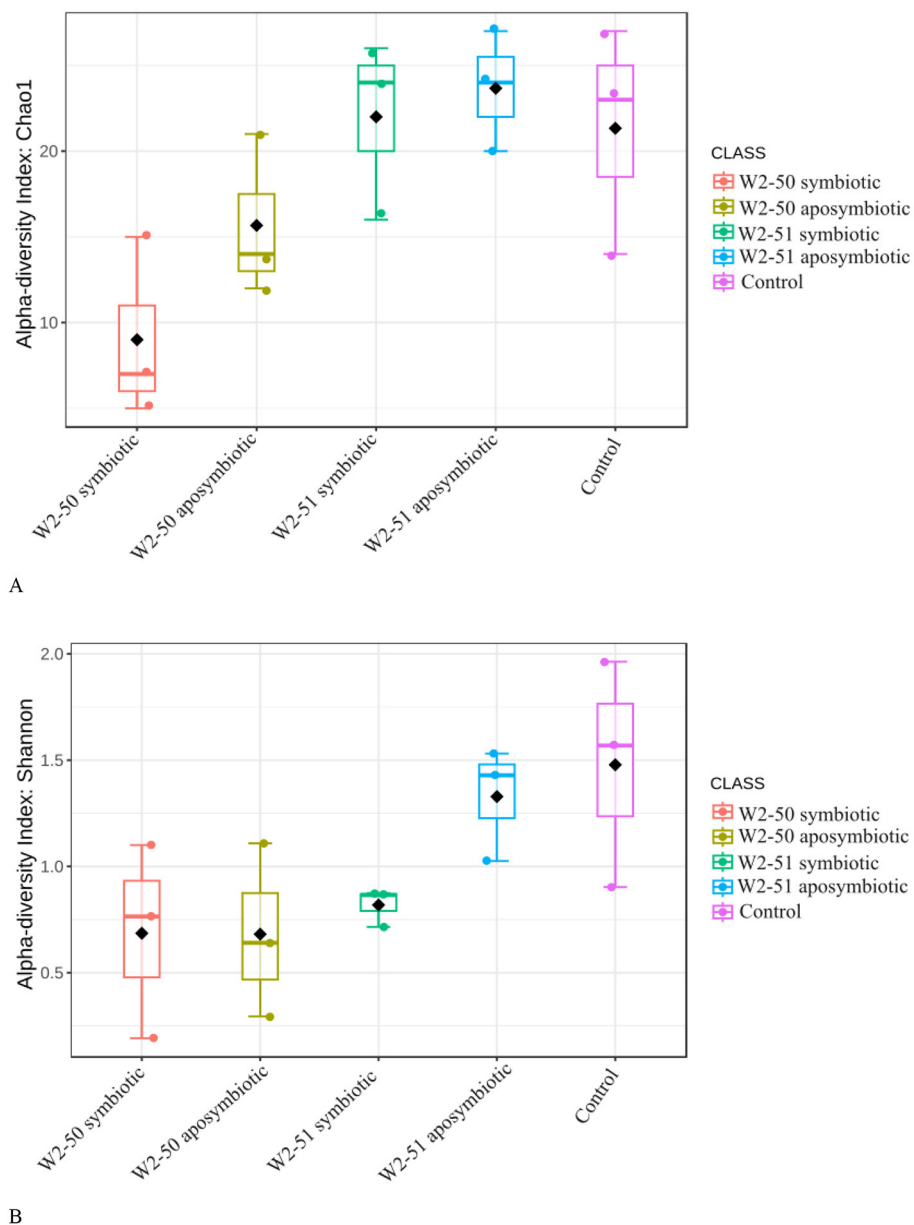 Alpha-diversity Index: Chao1
20
10
W2-50 symbiotic
W2-50 aposymbiotic
W2-51 symbiotic
W2-51 aposymbiotic
Control
CLASS
W2-50 symbiotic
W2-50 aposymbiotic
W2-51 symbiotic
W2-51 aposymbiotic
Control
A
Alpha-diversity Index: Shannon
2.0
1.5
1.0
0.5
W2-50 symbiotic
W2-50 aposymbiotic
W2-51 symbiotic
W2-51 aposymbiotic
Control
CLASS
W2-50 symbiotic
W2-50 aposymbiotic
W2-51 symbiotic
W2-51 aposymbiotic
Control
B